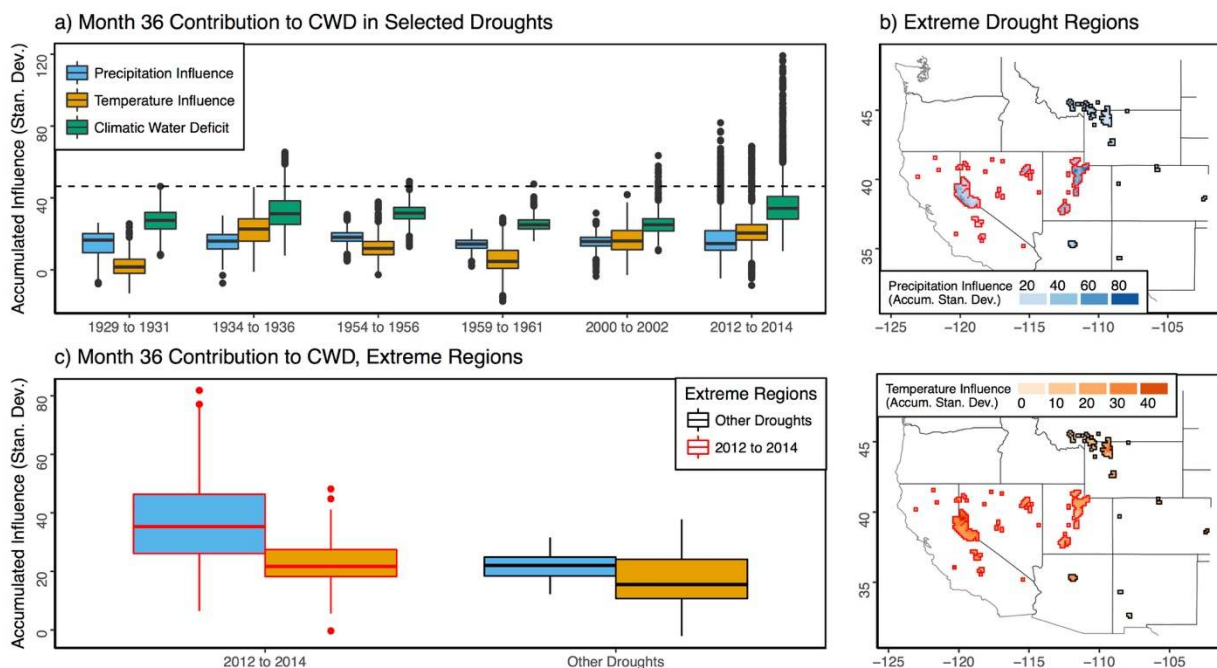 a) Month 36 Contribution to CWD in Selected Droughts
Accumulated Influence (Stan. Dev.)
120
80
40
0
Precipitation Influence
Temperature Influence
Climatic Water Deficit
1929 to 1931
1934 to 1936
1954 to 1956
1959 to 1961
2000 to 2002
2012 to 2014
b) Extreme Drought Regions
45
40
35
Precipitation Influence
(Accum. Stan. Dev.)
20 40 60 80
−125 −120 −115 −110 −105
c) Month 36 Contribution to CWD, Extreme Regions
Accumulated Influence (Stan. Dev.)
80
60
40
20
0
Extreme Regions
Other Droughts
2012 to 2014
2012 to 2014
Other Droughts
Temperature Influence
(Accum. Stan. Dev.)
0 10 20 30 40
45
40
35
−125 −120 −115 −110 −105